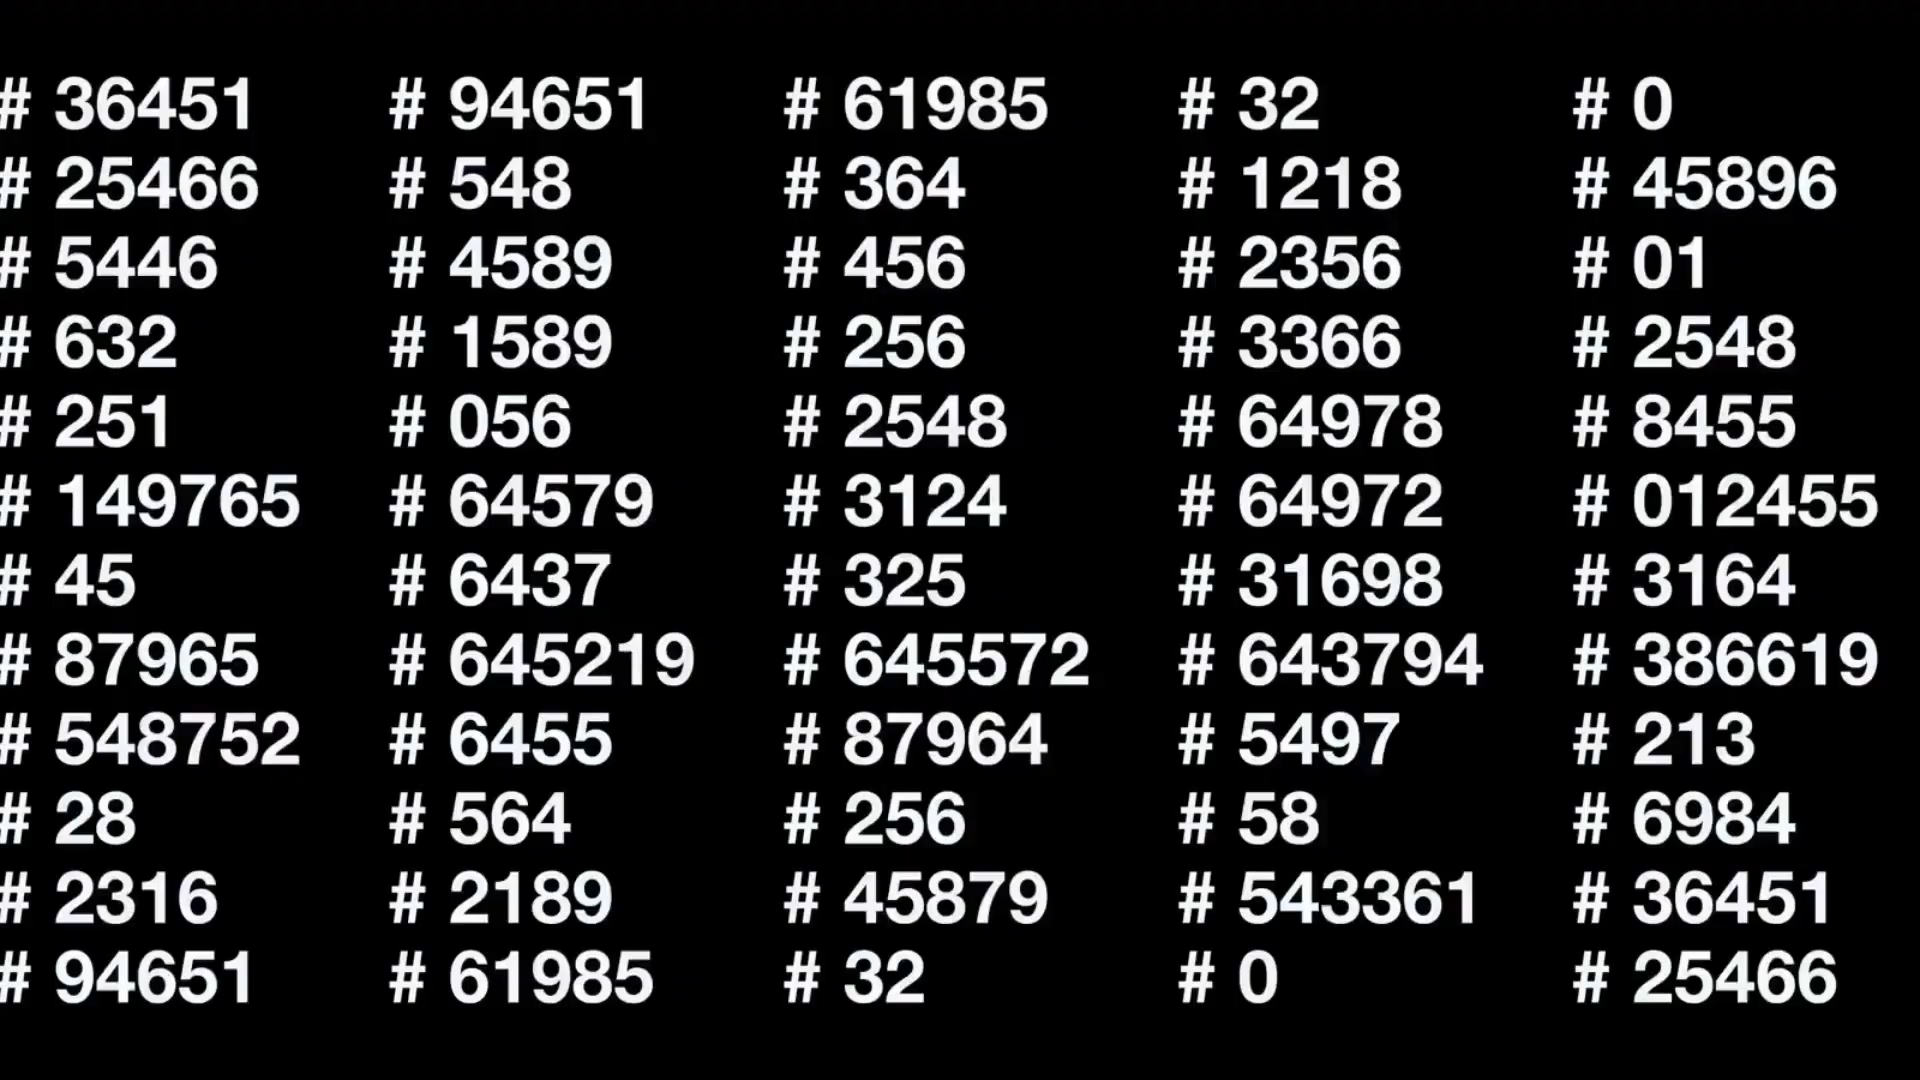 # 36451 # 94651 # 61985 # 32 # 0
# 25466 # 548 # 364 # 1218 # 45896
# 5446 # 4589 # 456 # 2356 # 01
# 632 # 1589 # 256 # 3366 # 2548
# 251 # 056 # 2548 # 64978 # 8455
# 149765 # 64579 # 3124 # 64972 # 012455
# 45 # 6437 # 325 # 31698 # 3164
# 87965 # 645219 # 645572 # 643794 # 386619
# 548752 # 6455 # 87964 # 5497 # 213
# 28 # 564 # 256 # 58 # 6984
# 2316 # 2189 # 45879 # 543361 # 36451
# 94651 # 61985 # 32 # 0 # 25466